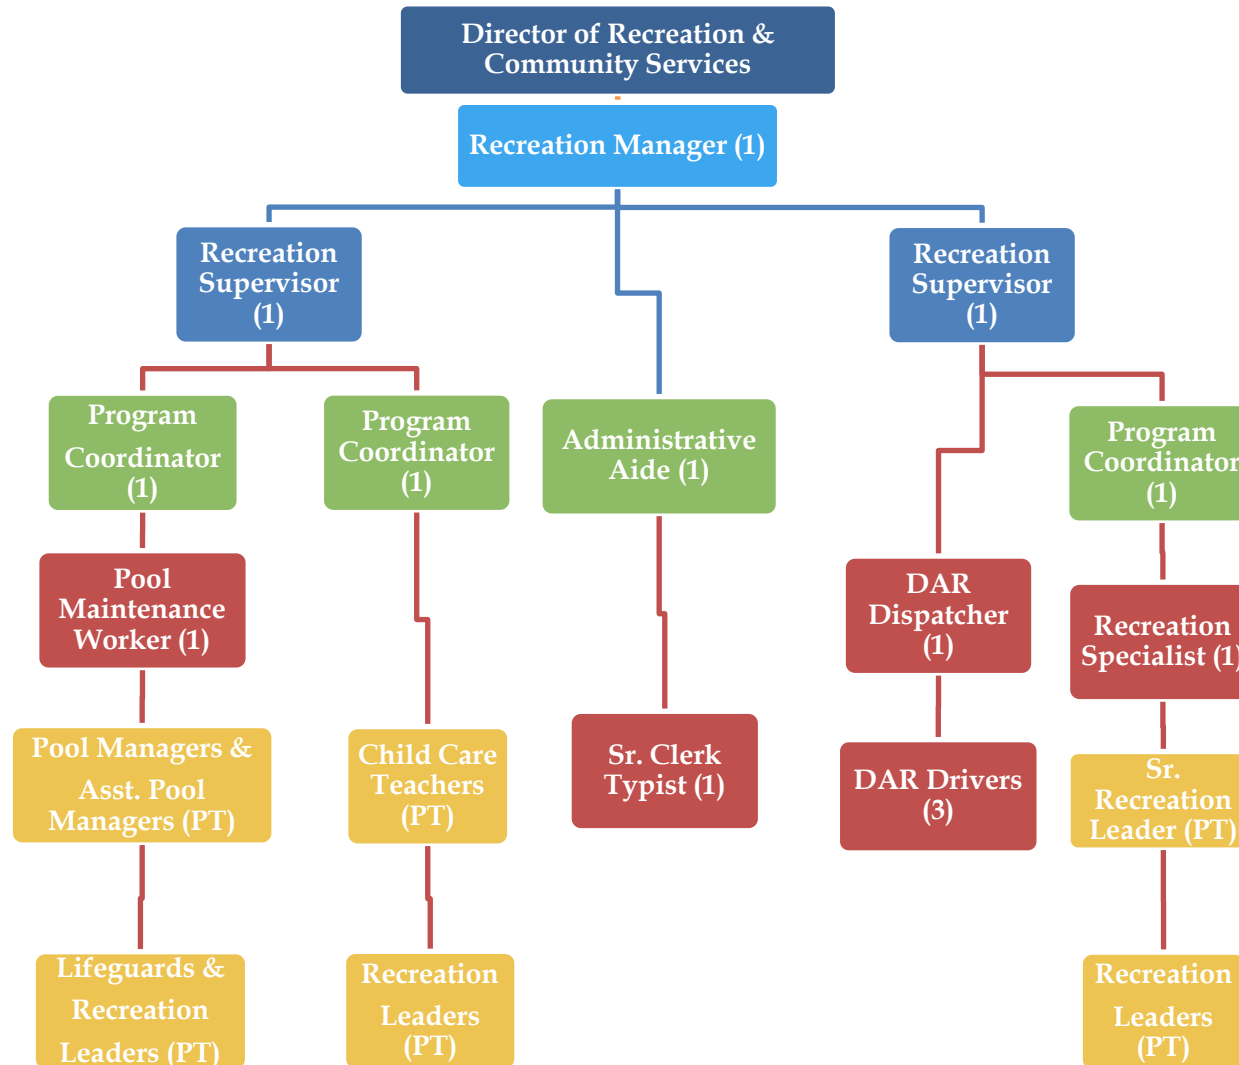 Director of Recreation &
Community Services
Recreation Manager (1)
Recreation
Supervisor
(1)
Recreation
Supervisor
(1)
Program
Coordinator
(1)
Program
Coordinator
(1)
Administrative
Aide (1)
Program
Coordinator
(1)
Pool
Maintenance
Worker (1)
DAR
Dispatcher
(1)
Recreation
Specialist (1)
Pool Managers &
Asst. Pool
Managers (PT)
Child Care
Teachers
(PT)
Sr. Clerk
Typist (1)
DAR Drivers
(3)
Sr.
Recreation
Leader (PT)
Lifeguards &
Recreation
Leaders (PT)
Recreation
Leaders
(PT)
Recreation
Leaders
(PT)